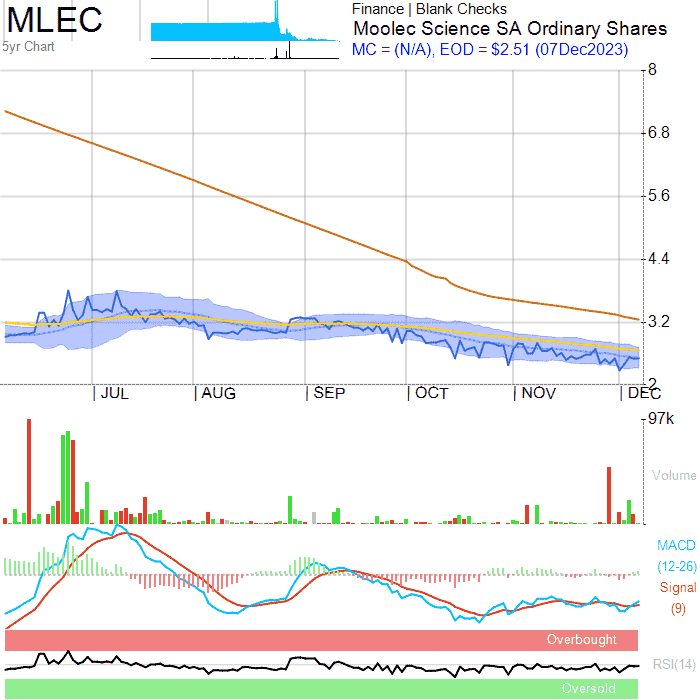 MLEC
5yr Chart
Finance | Blank Checks
Moolec Science SA Ordinary Shares
MC = (N/A), EOD = $2.51 (07Dec2023)
8
6.8
5.6
4.4
3.2
2
JUL AUG SEP OCT NOV DEC
97k
Volume
MACD
(12-26)
Signal
(9)
Overbought
RSI(14)
Oversold